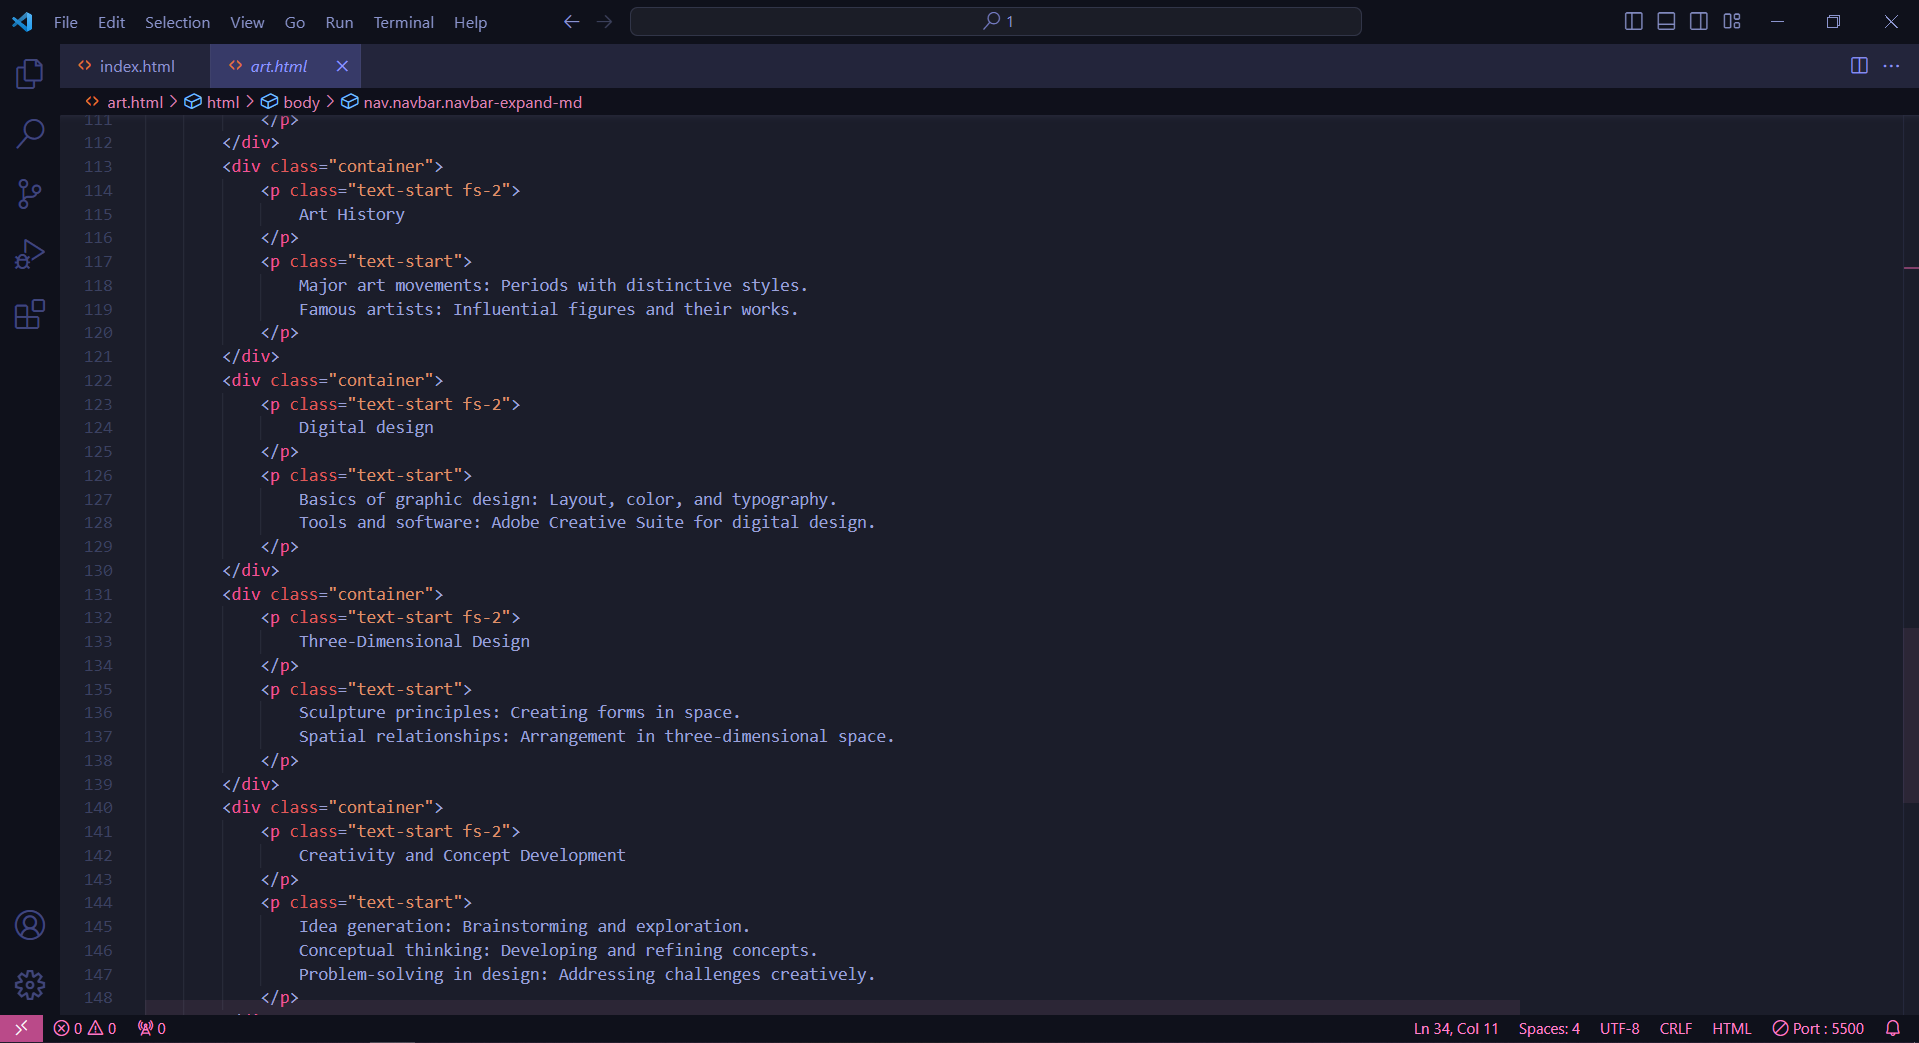 File Edit Selection View Go Run Terminal Help 1
index.html art.html
art.html > html > body > nav.navbar.navbar-expand-md
111 </p>
112 </div>
113 <div class="container">
114 <p class="text-start fs-2">
115 Art History
116 </p>
117 <p class="text-start">
118 Major art movements: Periods with distinctive styles.
119 Famous artists: Influential figures and their works.
120 </p>
121 </div>
122 <div class="container">
123 <p class="text-start fs-2">
124 Digital design
125 </p>
126 <p class="text-start">
127 Basics of graphic design: Layout, color, and typography.
128 Tools and software: Adobe Creative Suite for digital design.
129 </p>
130 </div>
131 <div class="container">
132 <p class="text-start fs-2">
133 Three-Dimensional Design
134 </p>
135 <p class="text-start">
136 Sculpture principles: Creating forms in space.
137 Spatial relationships: Arrangement in three-dimensional space.
138 </p>
139 </div>
140 <div class="container">
141 <p class="text-start fs-2">
142 Creativity and Concept Development
143 </p>
144 <p class="text-start">
145 Idea generation: Brainstorming and exploration.
146 Conceptual thinking: Developing and refining concepts.
147 Problem-solving in design: Addressing challenges creatively.
148 </p>
0 0 0 Ln 34, Col 11 Spaces: 4 UTF-8 CRLF HTML Port : 5500